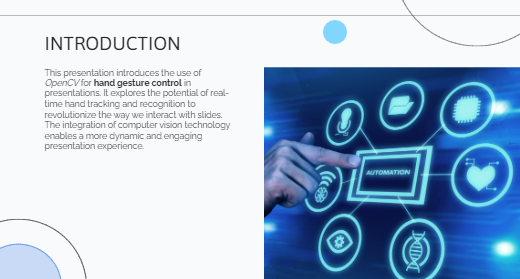 INTRODUCTION
This presentation introduces the use of
OpenCV for hand gesture control in
presentations. It explores the potential of real-
time hand tracking and recognition to
revolutionize the way we interact with slides.
The integration of computer vision technology
enables a more dynamic and engaging
presentation experience.
AUTOMATION